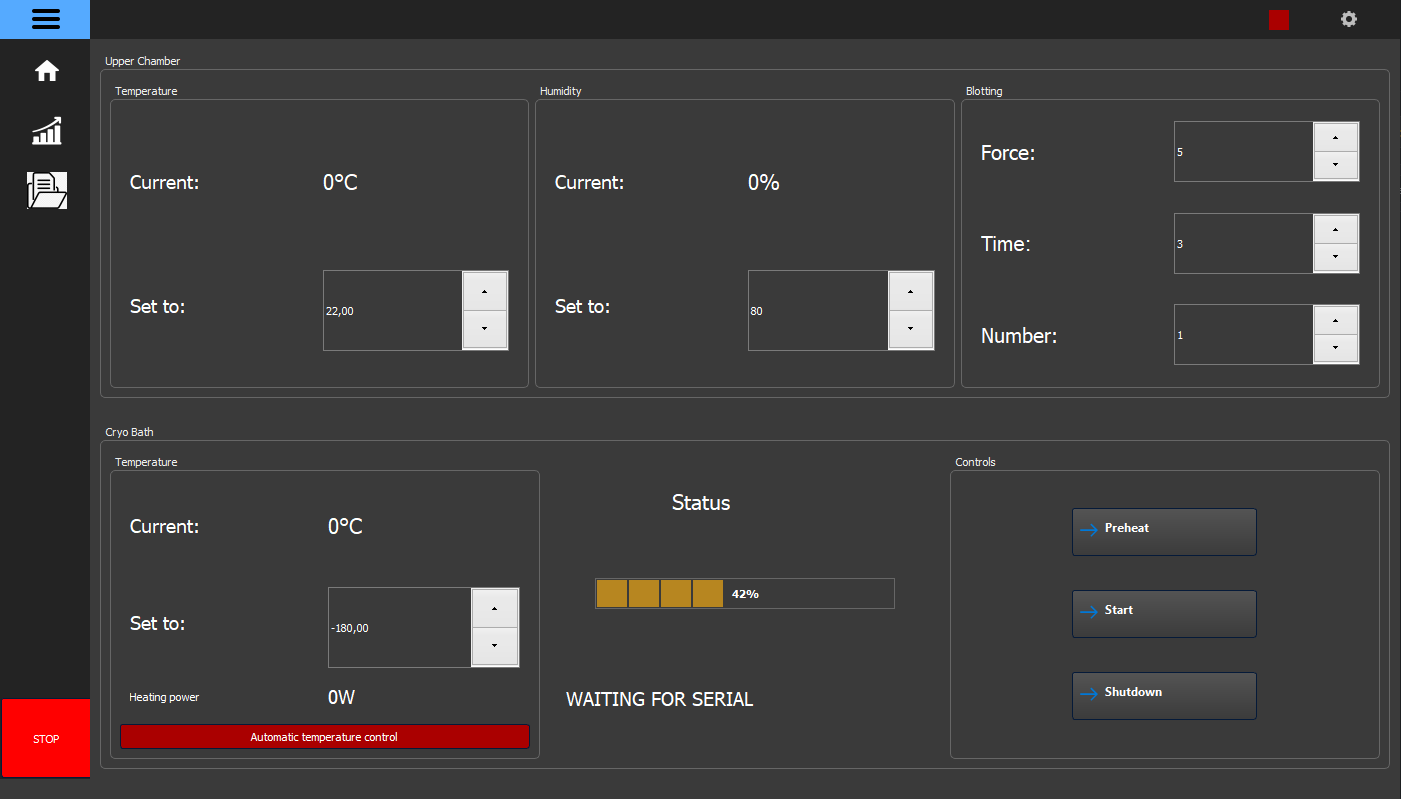 Upper Chamber
Temperature
Current: 0°C
Set to: 22,00
Humidity
Current: 0%
Set to: 80
Blotting
Force: 5
Time: 3
Number: 1
Cryo Bath
Temperature
Current: 0°C
Set to: -180,00
Heating power 0W
Automatic temperature control
Status
42%
WAITING FOR SERIAL
Controls
Preheat
Start
Shutdown
STOP